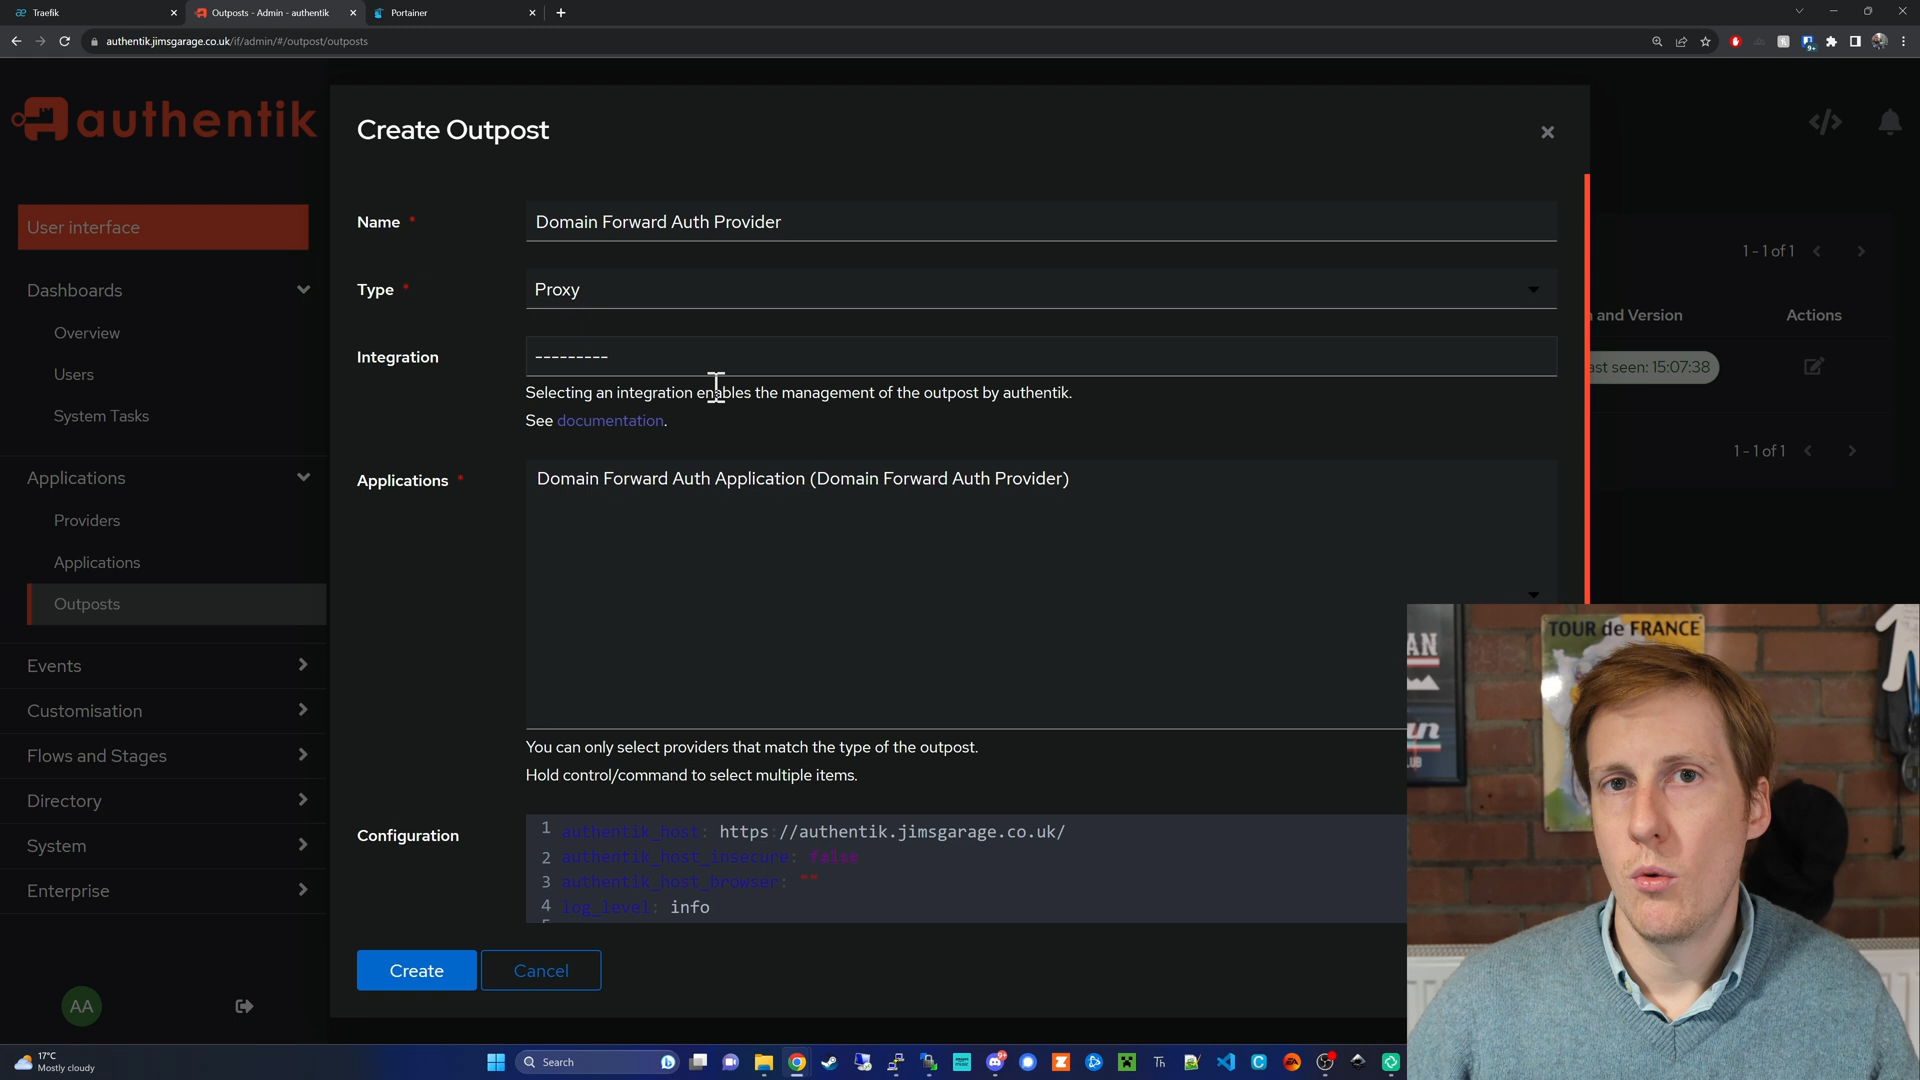 Traefik
Outposts - Admin - authentik
Portainer
authentik.jimsgarage.co.uk/if/admin/#/outpost/outposts
9+
authentik
User interface
Dashboards
Overview
Users
System Tasks
Applications
Providers
Applications
Outposts
Events
Customisation
Flows and Stages
Directory
System
Enterprise
AA
Create Outpost
Name *
Domain Forward Auth Provider
Type *
Proxy
Integration
---------
Selecting an integration enables the management of the outpost by authentik.
See documentation.
Applications *
Domain Forward Auth Application (Domain Forward Auth Provider)
You can only select providers that match the type of the outpost.
Hold control/command to select multiple items.
Configuration
1 authentik_host: https://authentik.jimsgarage.co.uk/
2 authentik_host_insecure: false
3 authentik_host_browser: ""
4 log_level: info
Create
Cancel
1 - 1 of 1
and Version
Actions
ast seen: 15:07:38
1 - 1 of 1
TOUR de FRANCE
AN
LUB
17°C
Mostly cloudy
Search
Th